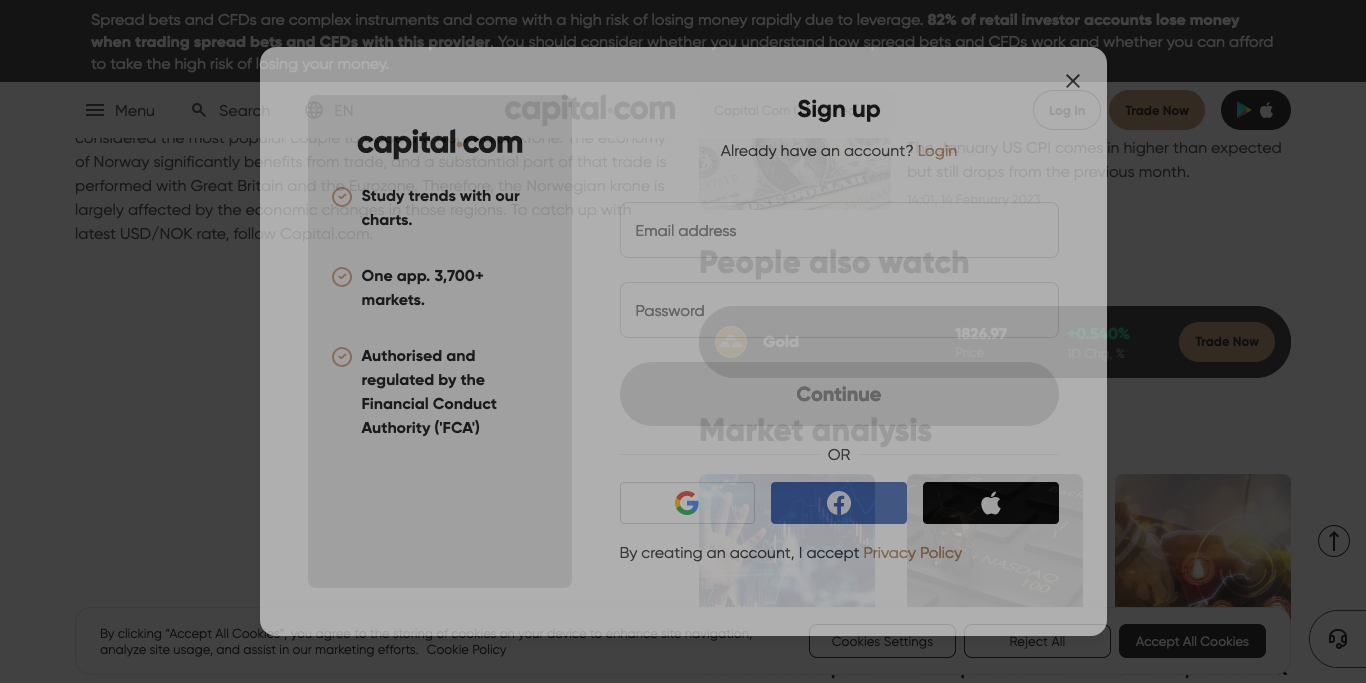 Spread bets and CFDs are complex instruments and come with a high risk of losing money rapidly due to leverage. 82% of retail investor accounts lose money
when trading spread bets and CFDs with this provider. You should consider whether you understand how spread bets and CFDs work and whether you can afford
to take the high risk of losing your money.
Menu
Search
EN
capital.com
Log In
Trade Now
considered the most popular couple
The economy
of Norway significantly benefits from trade, and a substantial part of that trade is
performed with Great Britain and the Eurozone. Therefore, the Norwegian krone is
largely affected by the economic changes in those regions. To catch up with
latest USD/NOK rate, follow Capital.com.
capital.com
Study trends with our
charts.
One app. 3,700+
markets.
Authorised and
regulated by the
Financial Conduct
Authority ('FCA')
Sign up
Already have an account? Login
Email address
Password
Continue
OR
By creating an account, I accept Privacy Policy
Capital Com
January US CPI comes in higher than expected
but still drops from the previous month.
14:01, 14 February 2023
People also watch
Gold
1826.97
Price
+0.540%
1D Chg, %
Trade Now
Market analysis
NASDAQ
100
By clicking “Accept All Cookies”, you agree to the storing of cookies on your device to enhance site navigation,
analyze site usage, and assist in our marketing efforts. Cookie Policy
Cookies Settings
Reject All
Accept All Cookies